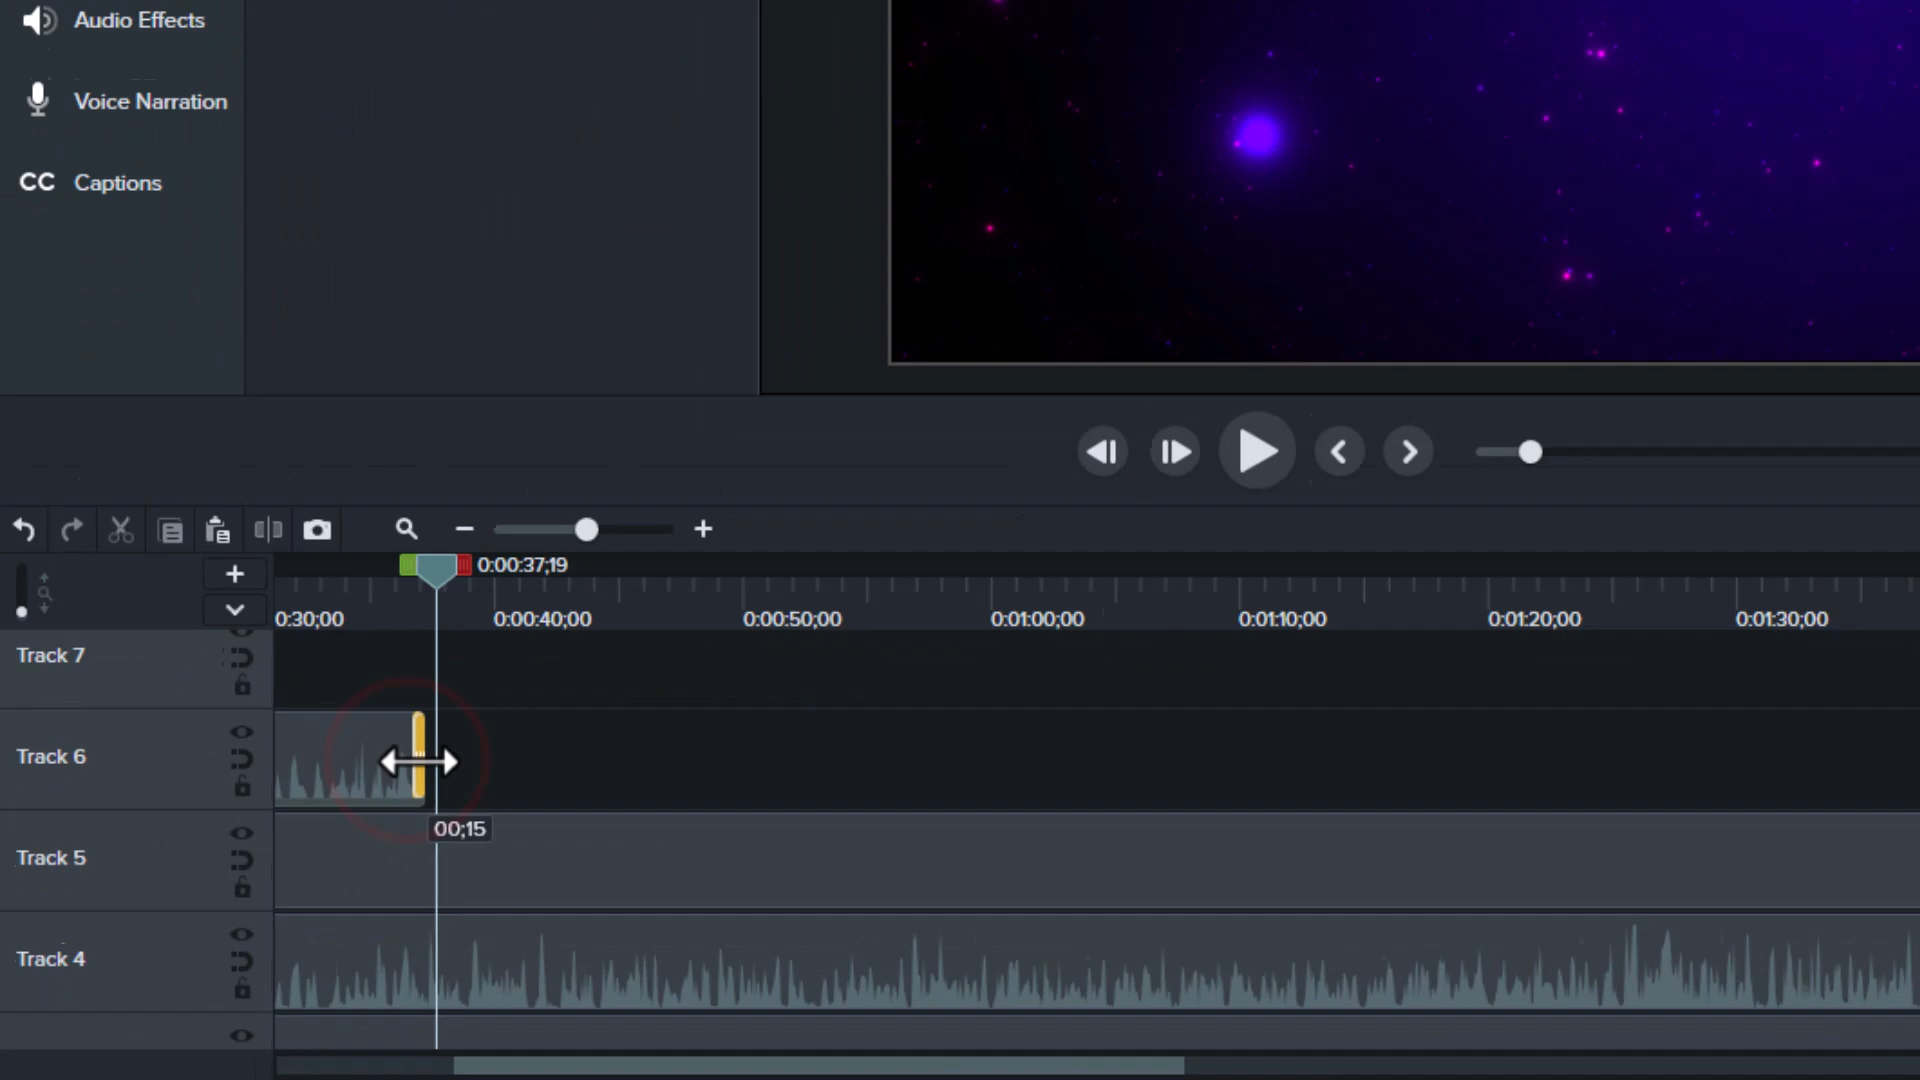 Audio Effects
Voice Narration
CC Captions
0:00:37;19
0:30;00 0:00:40;00 0:00:50;00 0:01:00;00 0:01:10;00 0:01:20;00 0:01:30;00
Track 7
Track 6
00;15
Track 5
Track 4